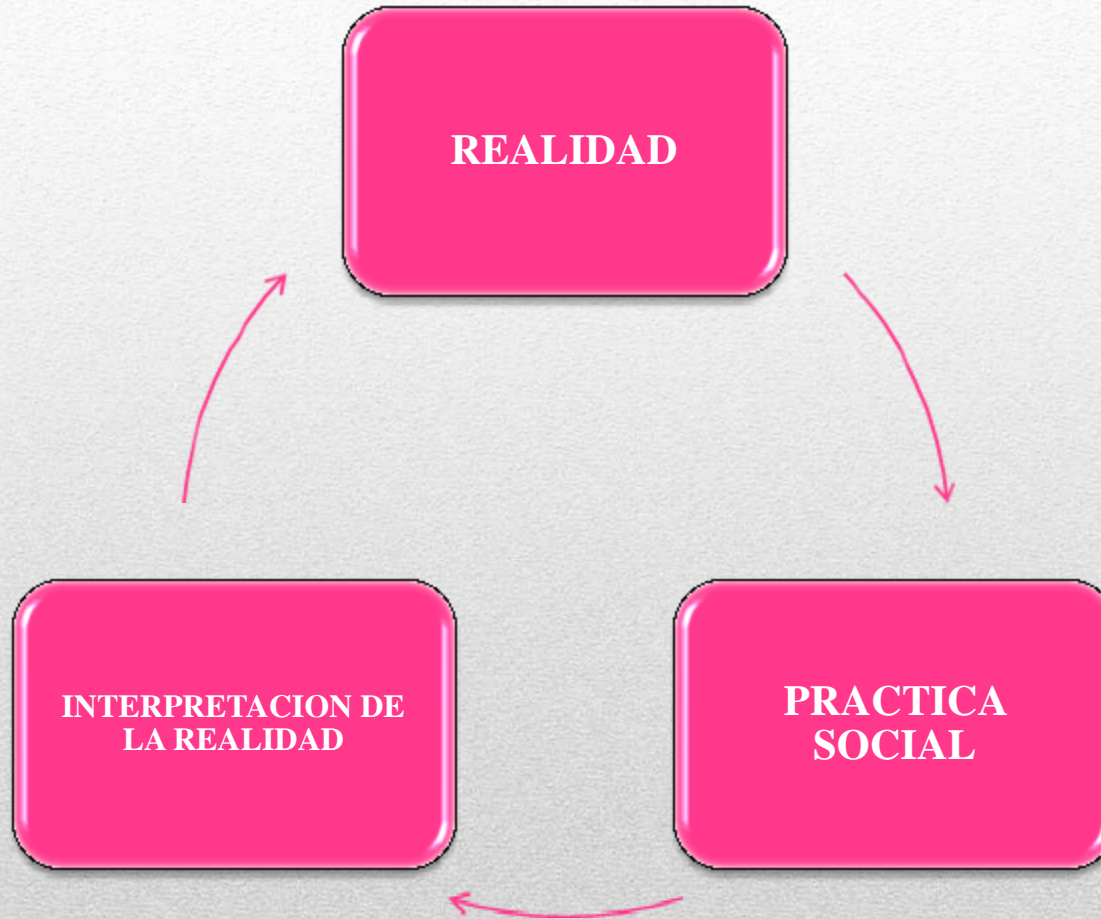 REALIDAD
INTERPRETACION DE
LA REALIDAD
PRACTICA
SOCIAL